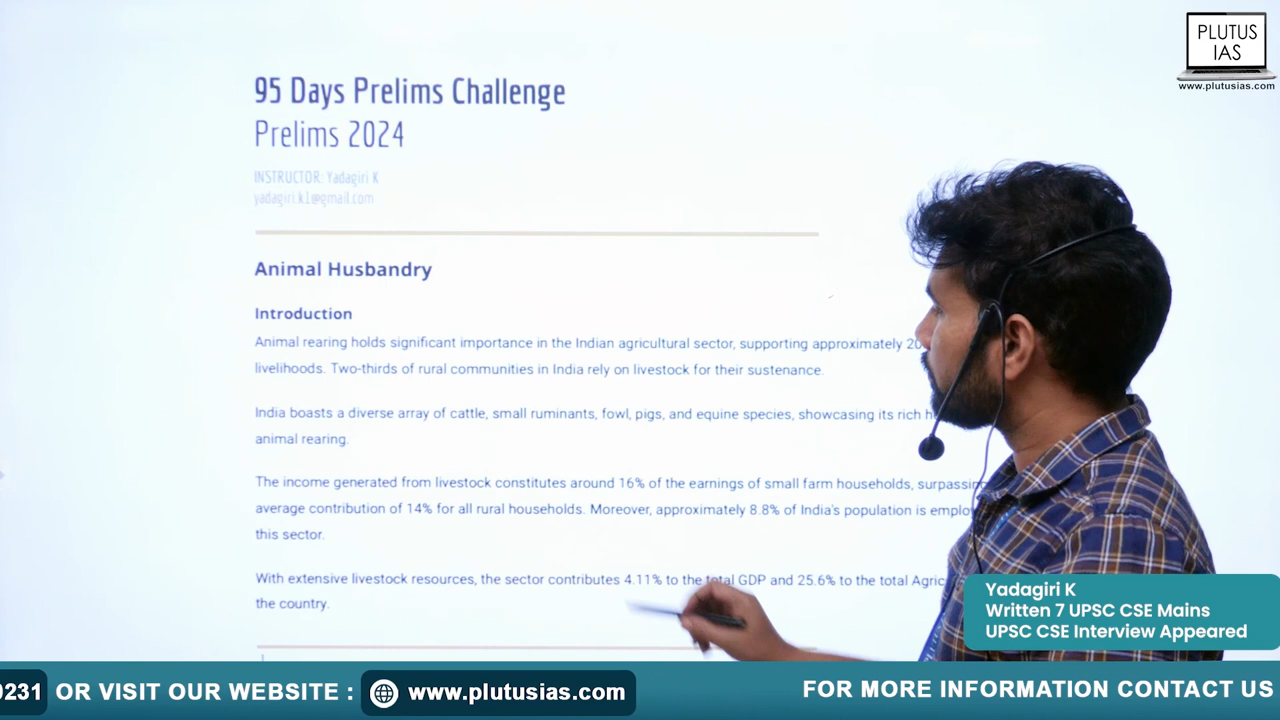 PLUTUS
IAS
www.plutusias.com
95 Days Prelims Challenge
Prelims 2024
INSTRUCTOR: Yadagiri K
yadagiri.k1@gmail.com
Animal Husbandry
Introduction
Animal rearing holds significant importance in the Indian agricultural sector, supporting approximately
livelihoods. Two-thirds of rural communities in India rely on livestock for their sustenance.
India boasts a diverse array of cattle, small ruminants, fowl, pigs, and equine species, showcasing its rich
animal rearing.
The income generated from livestock constitutes around 16% of the earnings of small farm households,
average contribution of 14% for all rural households. Moreover, approximately 8.8% of India's population is
this sector.
With extensive livestock resources, the sector contributes 4.11% to the total GDP and 25.6% to the total
the country.
Yadagiri K
Written 7 UPSC CSE Mains
UPSC CSE Interview Appeared
0231 OR VISIT OUR WEBSITE : www.plutusias.com FOR MORE INFORMATION CONTACT US